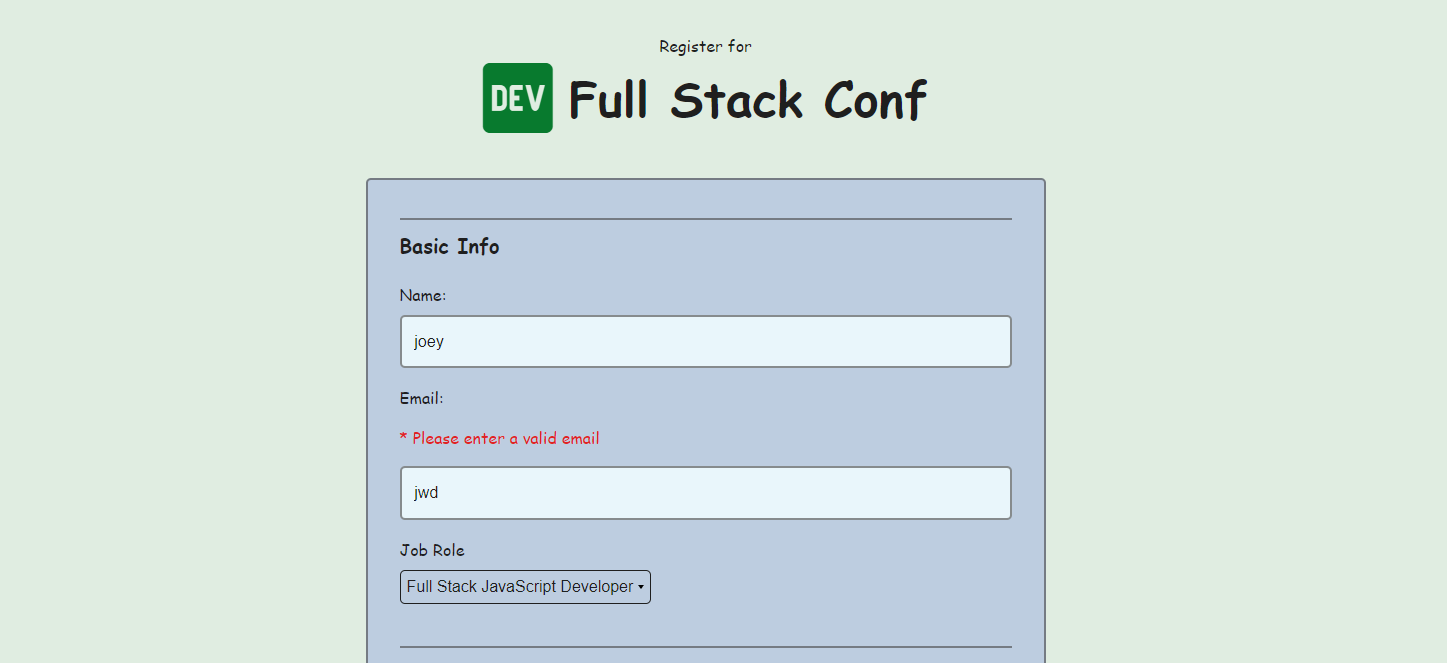 Register for
DEV Full Stack Conf
Basic Info
Name:
joey
Email:
* Please enter a valid email
jwd
Job Role
Full Stack JavaScript Developer